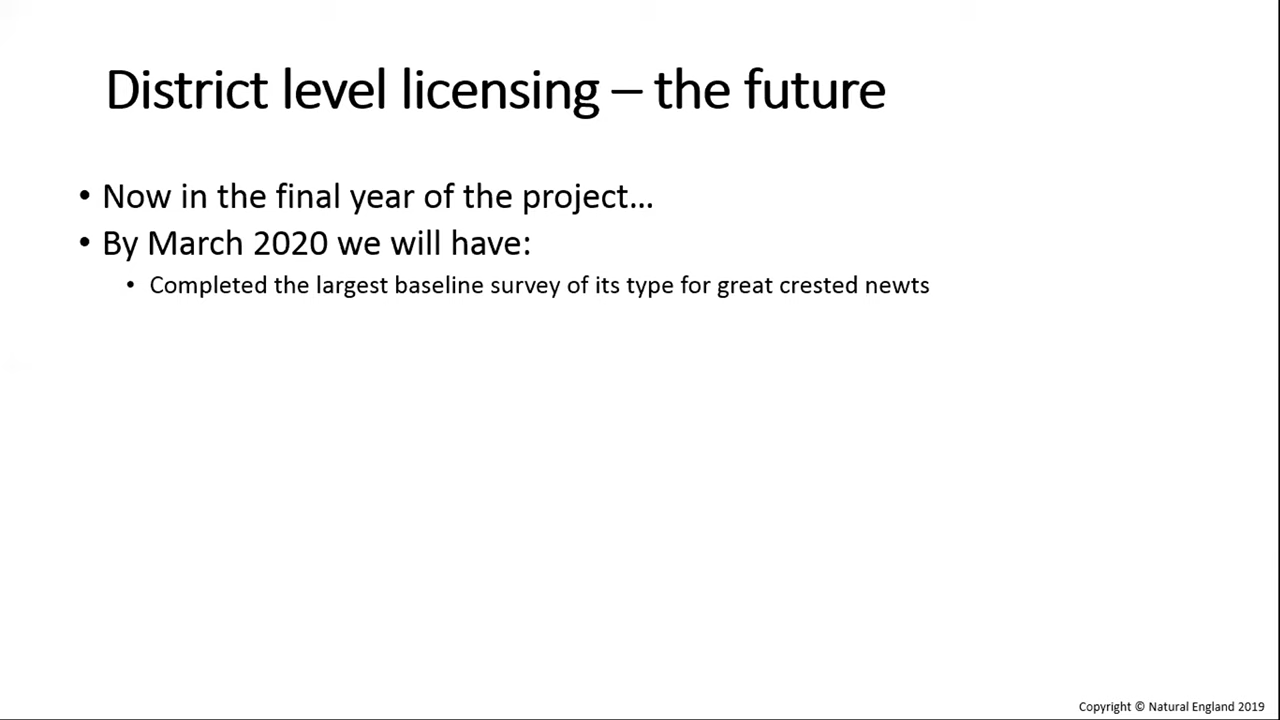 District level licensing – the future
• Now in the final year of the project…
• By March 2020 we will have:
• Completed the largest baseline survey of its type for great crested newts
Copyright © Natural England 2019